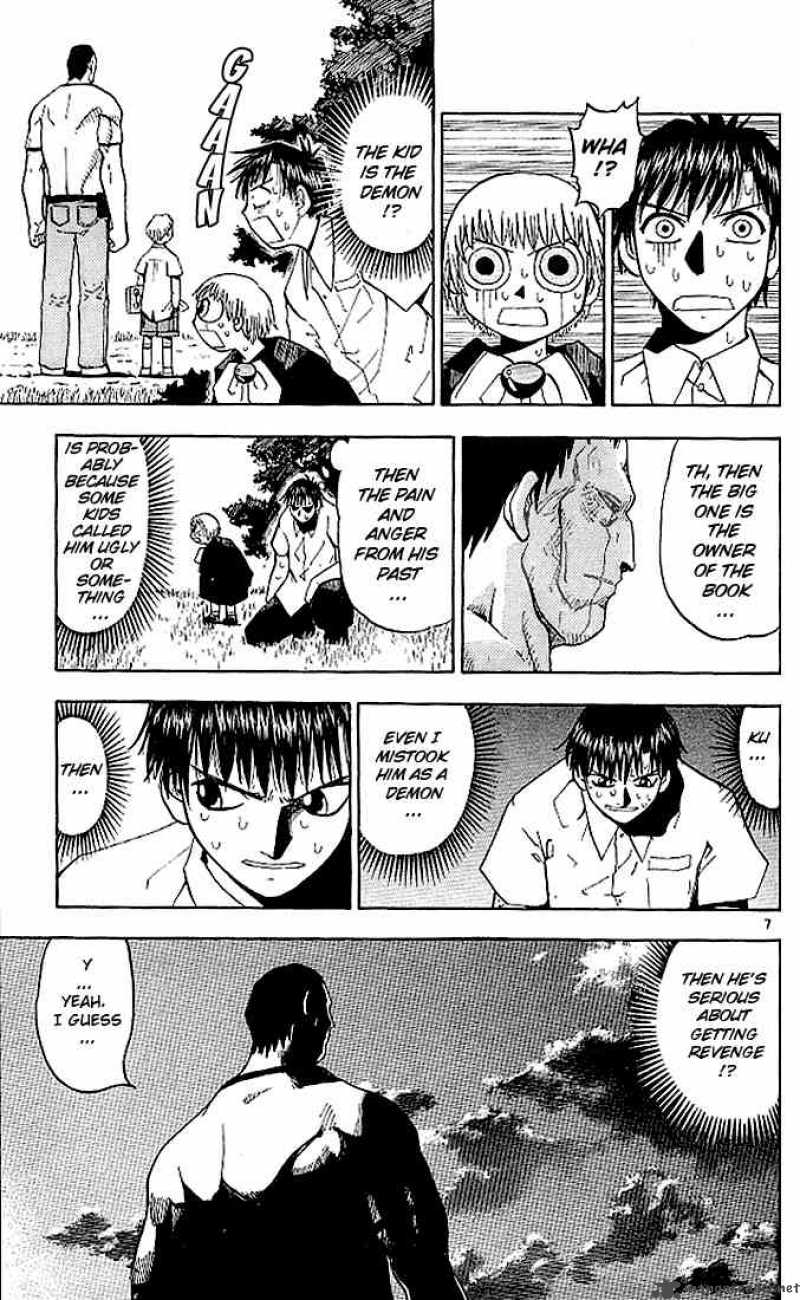 WHA
!?
THE KID
IS THE
DEMON
!?
GAAAN
TH, THEN
THE BIG
ONE IS
THE
OWNER
OF THE
BOOK
...
THEN
THE PAIN
AND
ANGER
FROM HIS
PAST
...
IS PROB-
ABLY
BECAUSE
SOME
KIDS
CALLED
HIM UGLY
OR
SOME-
THING
...
KU
...
EVEN I
MISTOOK
HIM AS A
DEMON
...
THEN
...
7
THEN HE'S
SERIOUS
ABOUT
GETTING
REVENGE
!?
Y
...
YEAH.
I GUESS
...